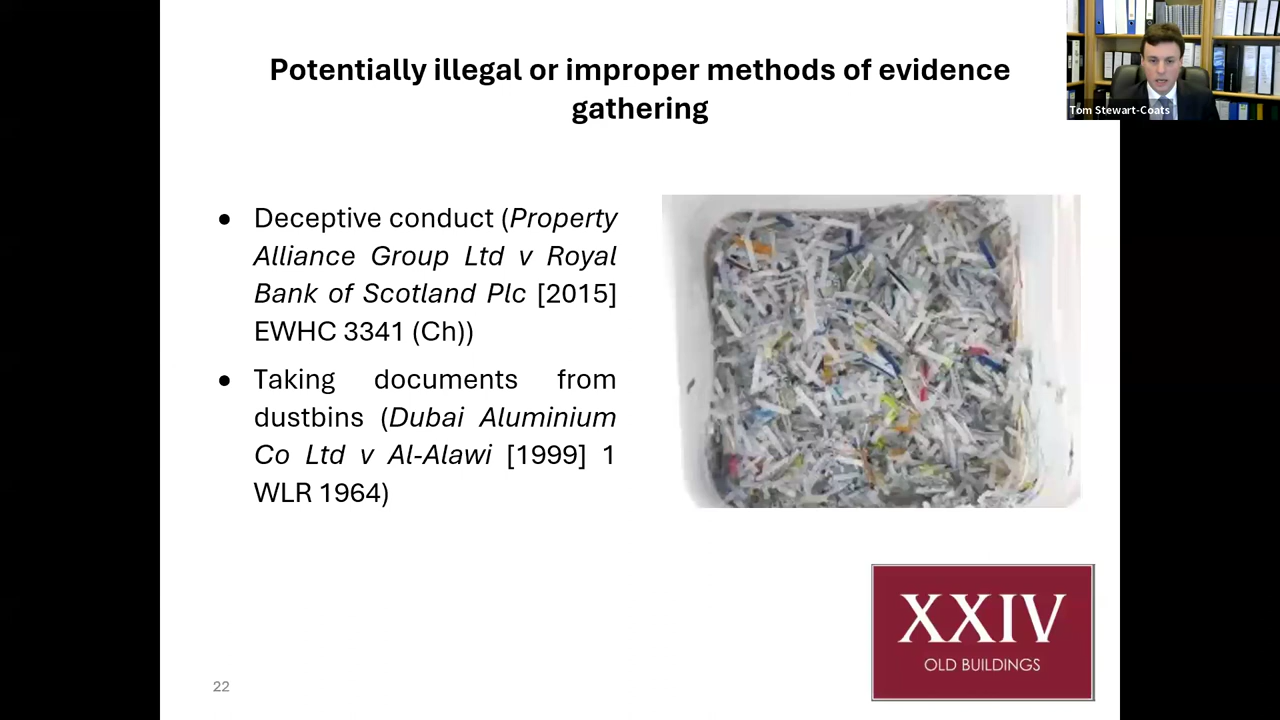 Potentially illegal or improper methods of evidence
gathering
Tom Stewart-Coats
● Deceptive conduct (Property
Alliance Group Ltd v Royal
Bank of Scotland Plc [2015]
EWHC 3341 (Ch))
● Taking documents from
dustbins (Dubai Aluminium
Co Ltd v Al-Alawi [1999] 1
WLR 1964)
XXIV
OLD BUILDINGS
22